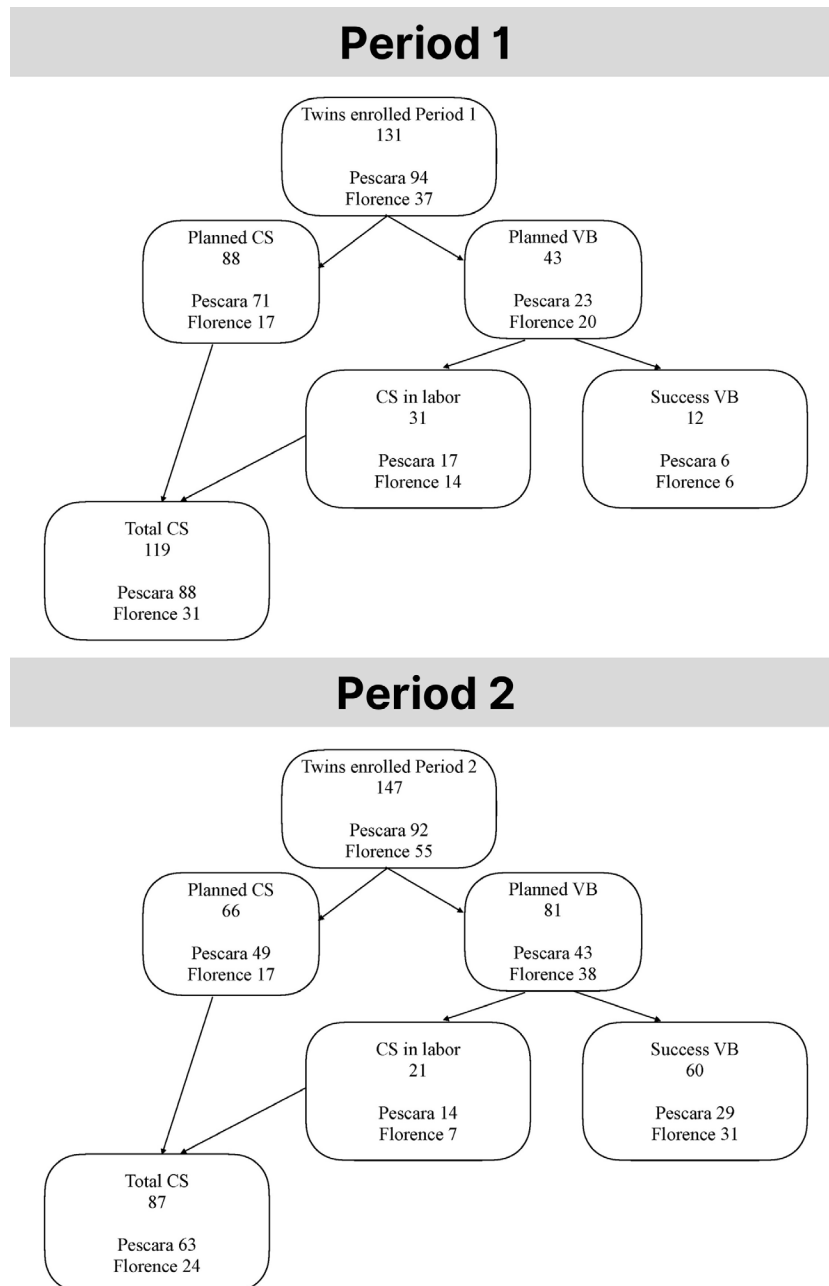 Period 1
Twins enrolled Period 1
131
Pescara 94
Florence 37
Planned CS
88
Pescara 71
Florence 17
Planned VB
43
Pescara 23
Florence 20
CS in labor
31
Pescara 17
Florence 14
Success VB
12
Pescara 6
Florence 6
Total CS
119
Pescara 88
Florence 31
Period 2
Twins enrolled Period 2
147
Pescara 92
Florence 55
Planned CS
66
Pescara 49
Florence 17
Planned VB
81
Pescara 43
Florence 38
CS in labor
21
Pescara 14
Florence 7
Success VB
60
Pescara 29
Florence 31
Total CS
87
Pescara 63
Florence 24